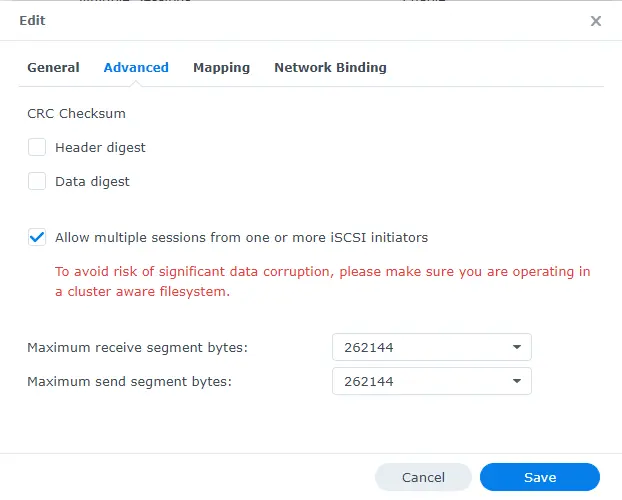 Edit
General Advanced Mapping Network Binding
CRC Checksum
Header digest
Data digest
Allow multiple sessions from one or more iSCSI initiators
To avoid risk of significant data corruption, please make sure you are operating in
a cluster aware filesystem.
Maximum receive segment bytes: 262144
Maximum send segment bytes: 262144
Cancel Save